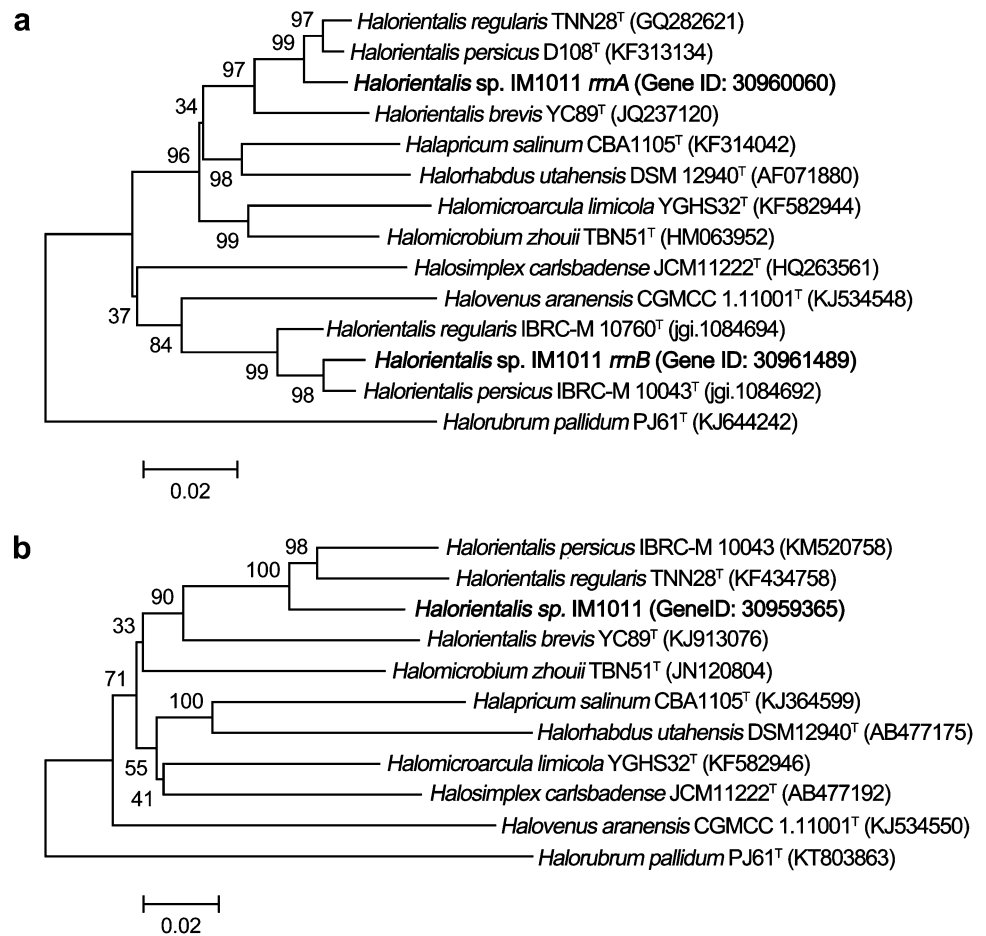 a
97
Halorientalis regularis TNN28ᵀ (GQ282621)
99
Halorientalis persicus D108ᵀ (KF313134)
97
Halorientalis sp. IM1011 rrnA (Gene ID: 30960060)
34
Halorientalis brevis YC89ᵀ (JQ237120)
Halapricum salinum CBA1105ᵀ (KF314042)
96
98
Halorhabdus utahensis DSM 12940ᵀ (AF071880)
Halomicroarcula limicola YGHS32ᵀ (KF582944)
99
Halomicrobium zhouii TBN51ᵀ (HM063952)
Halosimplex carlsbadense JCM11222ᵀ (HQ263561)
Halovenus aranensis CGMCC 1.11001ᵀ (KJ534548)
37
Halorientalis regularis IBRC-M 10760ᵀ (jgi.1084694)
84
Halorientalis sp. IM1011 rrnB (Gene ID: 30961489)
99
98
Halorientalis persicus IBRC-M 10043ᵀ (jgi.1084692)
Halorubrum pallidum PJ61ᵀ (KJ644242)
0.02
b
98
Halorientalis persicus IBRC-M 10043 (KM520758)
100
Halorientalis regularis TNN28ᵀ (KF434758)
90
Halorientalis sp. IM1011 (GeneID: 30959365)
33
Halorientalis brevis YC89ᵀ (KJ913076)
Halomicrobium zhouii TBN51ᵀ (JN120804)
71
100
Halapricum salinum CBA1105ᵀ (KJ364599)
Halorhabdus utahensis DSM12940ᵀ (AB477175)
55
Halomicroarcula limicola YGHS32ᵀ (KF582946)
41
Halosimplex carlsbadense JCM11222ᵀ (AB477192)
Halovenus aranensis CGMCC 1.11001ᵀ (KJ534550)
Halorubrum pallidum PJ61ᵀ (KT803863)
0.02